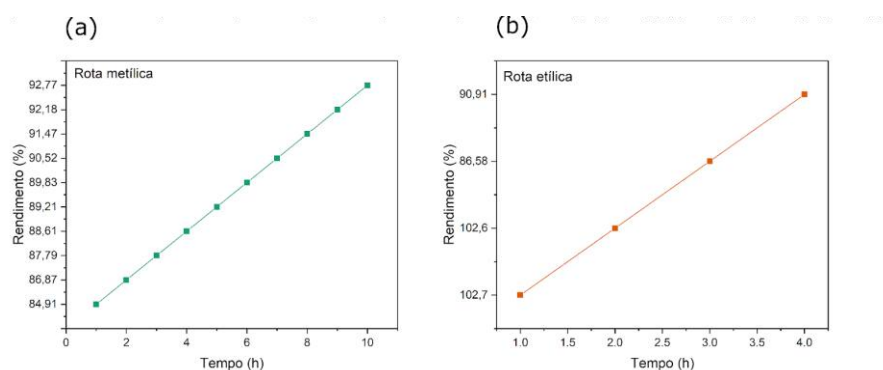 (a)
Rota metílica
Rendimento (%)
92,77
92,18
91,47
90,52
89,83
89,21
88,61
87,79
86,87
84,91
0 2 4 6 8 10
Tempo (h)
(b)
Rota etílica
Rendimento (%)
90,91
86,58
102,6
102,7
1.0 1.5 2.0 2.5 3.0 3.5 4.0
Tempo (h)